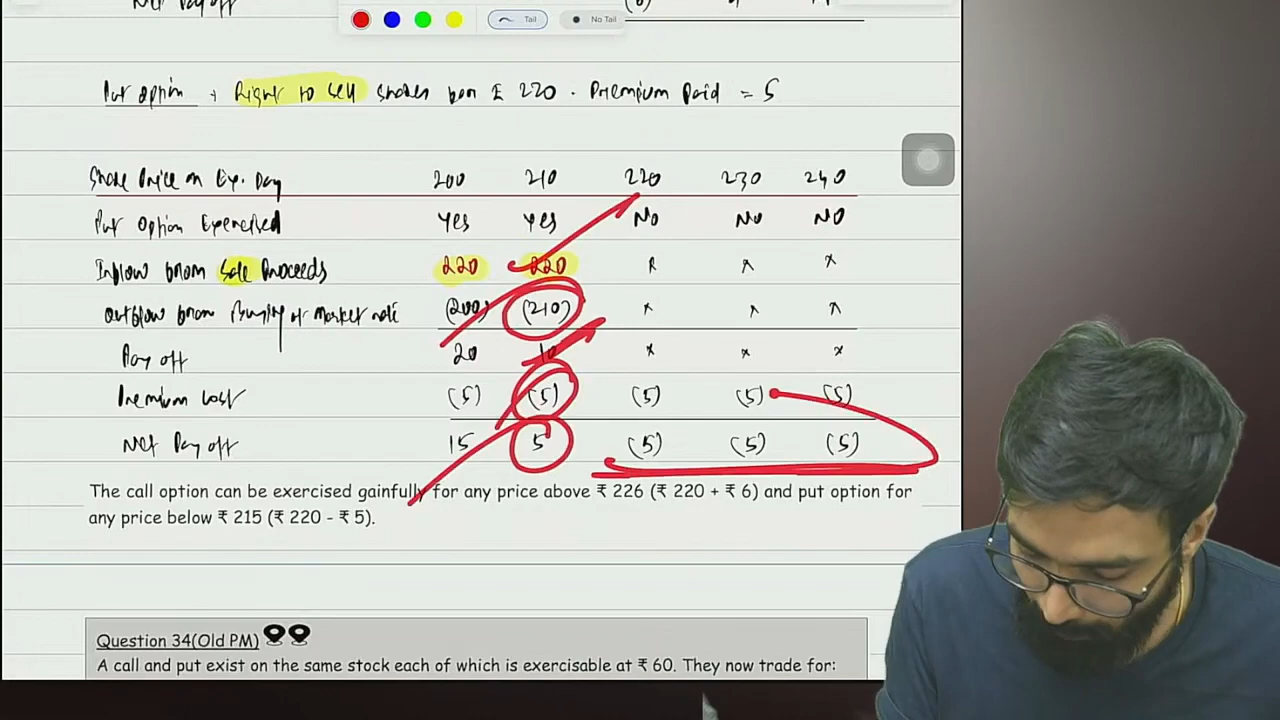 Net Pay off (6)
Tail
No Tail
Put option : Right to Sell Shares for ₹ 220 . Premium Paid = 5
Share Price on Exp. Day 200 210 220 230 240
Put Option Exercised Yes Yes No No No
Inflow from Sale Proceeds 220 220 x x x
Outflow from Buying at Market rate (200) (210) x x x
Pay off 20 10 x x x
Premium Cost (5) (5) (5) (5) (5)
Net Pay off 15 5 (5) (5) (5)
The call option can be exercised gainfully for any price above ₹ 226 (₹ 220 + ₹ 6) and put option for
any price below ₹ 215 (₹ 220 - ₹ 5).
Question 34(Old PM)
A call and put exist on the same stock each of which is exercisable at ₹ 60. They now trade for: